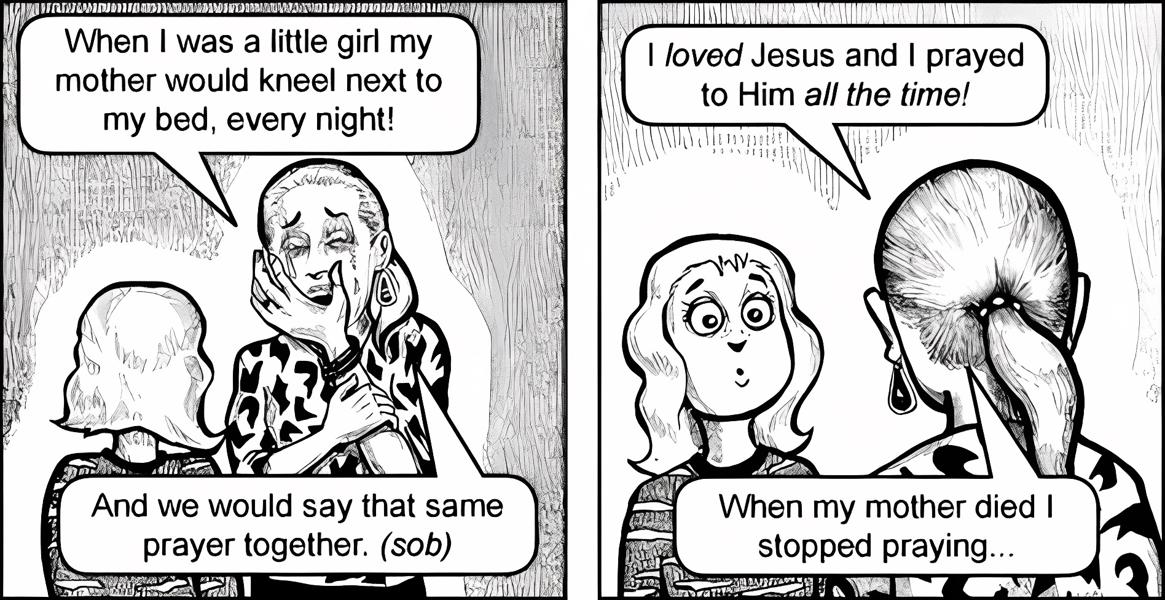 When I was a little girl my
mother would kneel next to
my bed, every night!
And we would say that same
prayer together. (sob)
I loved Jesus and I prayed
to Him all the time!
When my mother died I
stopped praying...